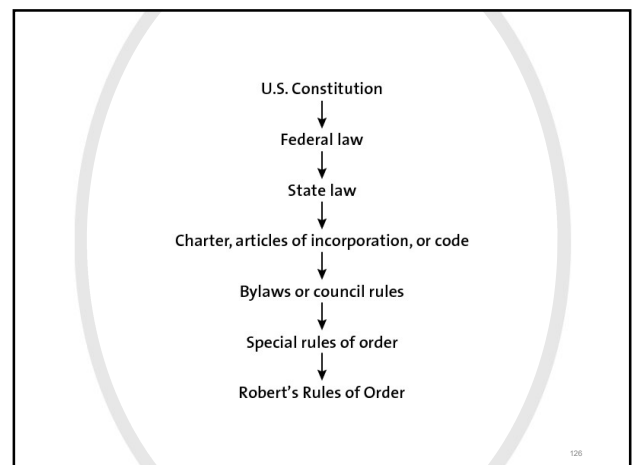 U.S. Constitution
Federal law
State law
Charter, articles of incorporation, or code
Bylaws or council rules
Special rules of order
Robert's Rules of Order
126